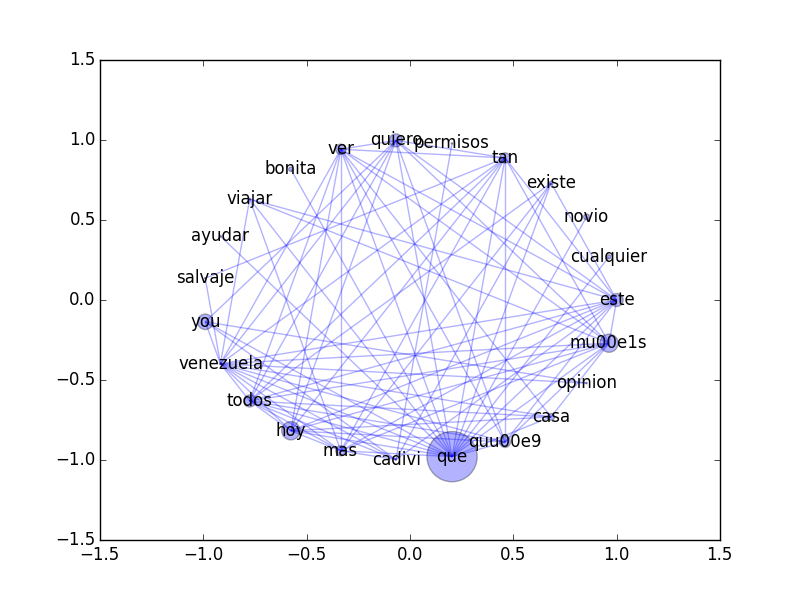 1.5
1.0
0.5
0.0
−0.5
−1.0
−1.5
quiero
permisos
ver
tan
bonita
existe
viajar
novio
ayudar
cualquier
salvaje
este
you
mu00e1s
venezuela
opinion
todos
casa
hoy
quu00e9
mas
cadivi
que
−1.5
−1.0
−0.5
0.0
0.5
1.0
1.5